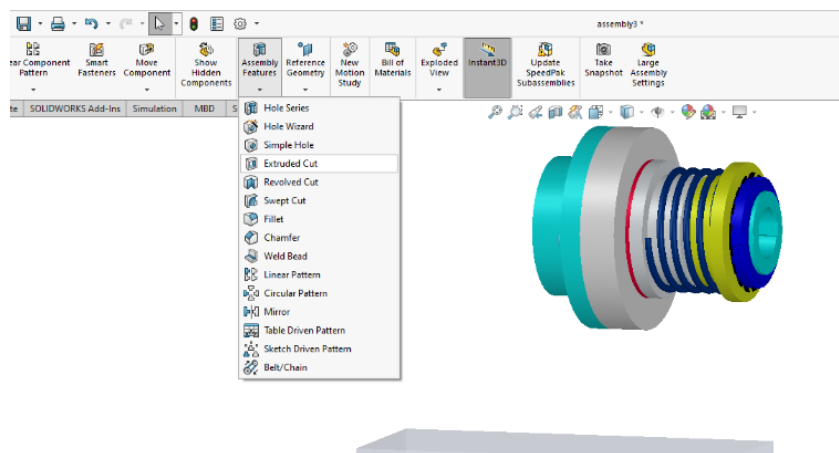 assembly3 *
ear Component
Pattern
Smart
Fasteners
Move
Component
Show
Hidden
Components
Assembly
Features
Reference
Geometry
New
Motion
Study
Bill of
Materials
Exploded
View
Instant3D
Update
SpeedPak
Subassemblies
Take
Snapshot
Large
Assembly
Settings
te
SOLIDWORKS Add-Ins
Simulation
MBD
S
Hole Series
Hole Wizard
Simple Hole
Extruded Cut
Revolved Cut
Swept Cut
Fillet
Chamfer
Weld Bead
Linear Pattern
Circular Pattern
Mirror
Table Driven Pattern
Sketch Driven Pattern
Belt/Chain